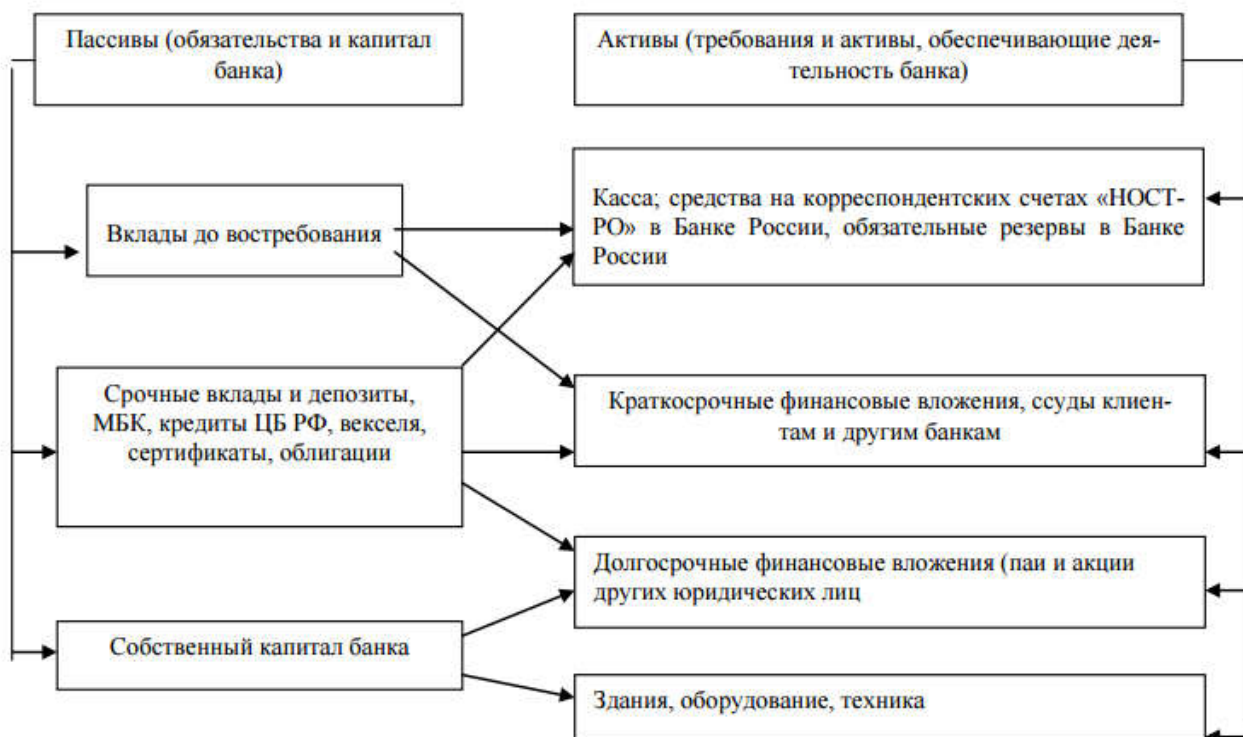 Пассивы (обязательства и капитал
банка)
Активы (требования и активы, обеспечивающие дея-
тельность банка)
Вклады до востребования
Касса; средства на корреспондентских счетах «НОСТ-
РО» в Банке России, обязательные резервы в Банке
России
Срочные вклады и депозиты,
МБК, кредиты ЦБ РФ, векселя,
сертификаты, облигации
Краткосрочные финансовые вложения, ссуды клиен-
там и другим банкам
Долгосрочные финансовые вложения (паи и акции
других юридических лиц
Собственный капитал банка
Здания, оборудование, техника